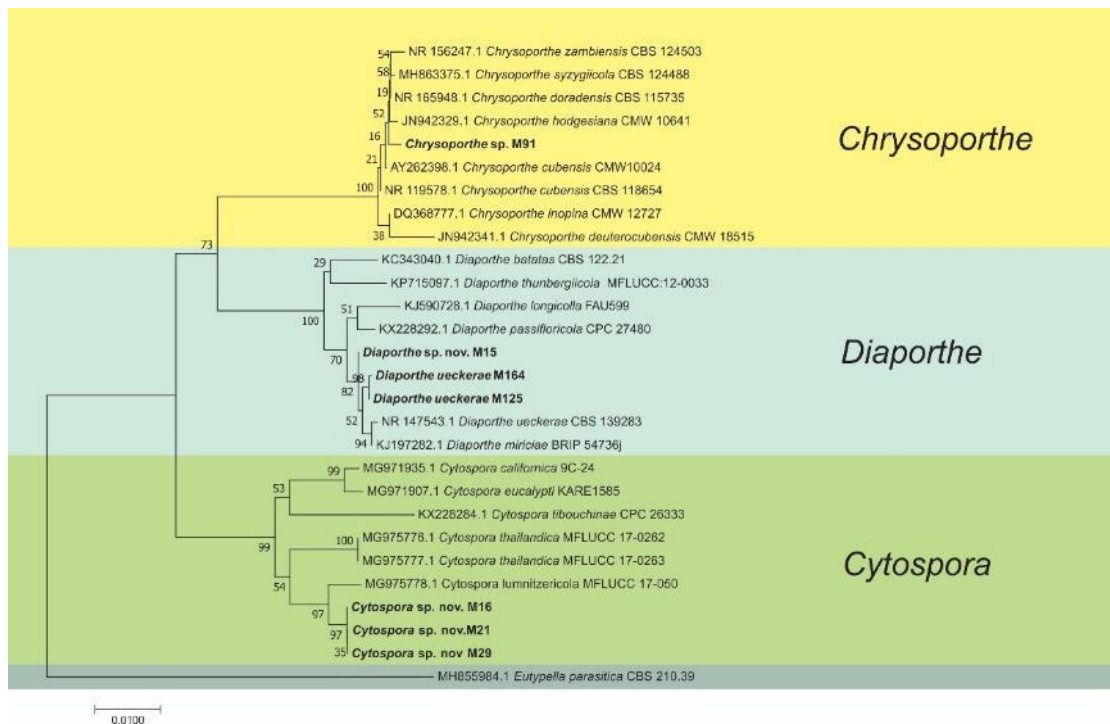 54
NR 156247.1 Chrysoporthe zambiensis CBS 124503
58
MH863375.1 Chrysoporthe syzygiicola CBS 124488
19
NR 165948.1 Chrysoporthe doradensis CBS 115735
52
JN942329.1 Chrysoporthe hodgesiana CMW 10641
16
Chrysoporthe sp. M91
Chrysoporthe
21
AY262398.1 Chrysoporthe cubensis CMW10024
100
NR 119578.1 Chrysoporthe cubensis CBS 118654
DQ368777.1 Chrysoporthe inopina CMW 12727
38
JN942341.1 Chrysoporthe deuterocubensis CMW 18515
73
29
KC343040.1 Diaporthe batatas CBS 122.21
KP715097.1 Diaporthe thunbergiicola MFLUCC:12-0033
100
51
KJ590728.1 Diaporthe longicolla FAU599
KX228292.1 Diaporthe passifloricola CPC 27480
70
Diaporthe sp. nov. M15
Diaporthe
98
Diaporthe ueckerae M164
82
Diaporthe ueckerae M125
52
NR 147543.1 Diaporthe ueckerae CBS 139283
94
KJ197282.1 Diaporthe miriciae BRIP 54736j
99
MG971935.1 Cytospora californica 9C-24
53
MG971907.1 Cytospora eucalypti KARE1585
KX228284.1 Cytospora tibouchinae CPC 26333
99
100
MG975776.1 Cytospora thailandica MFLUCC 17-0262
MG975777.1 Cytospora thailandica MFLUCC 17-0263
Cytospora
54
MG975778.1 Cytospora lumnitzericola MFLUCC 17-050
97
Cytospora sp. nov. M16
97
Cytospora sp. nov.M21
35
Cytospora sp. nov M29
MH855984.1 Eutypella parasitica CBS 210.39
0.0100